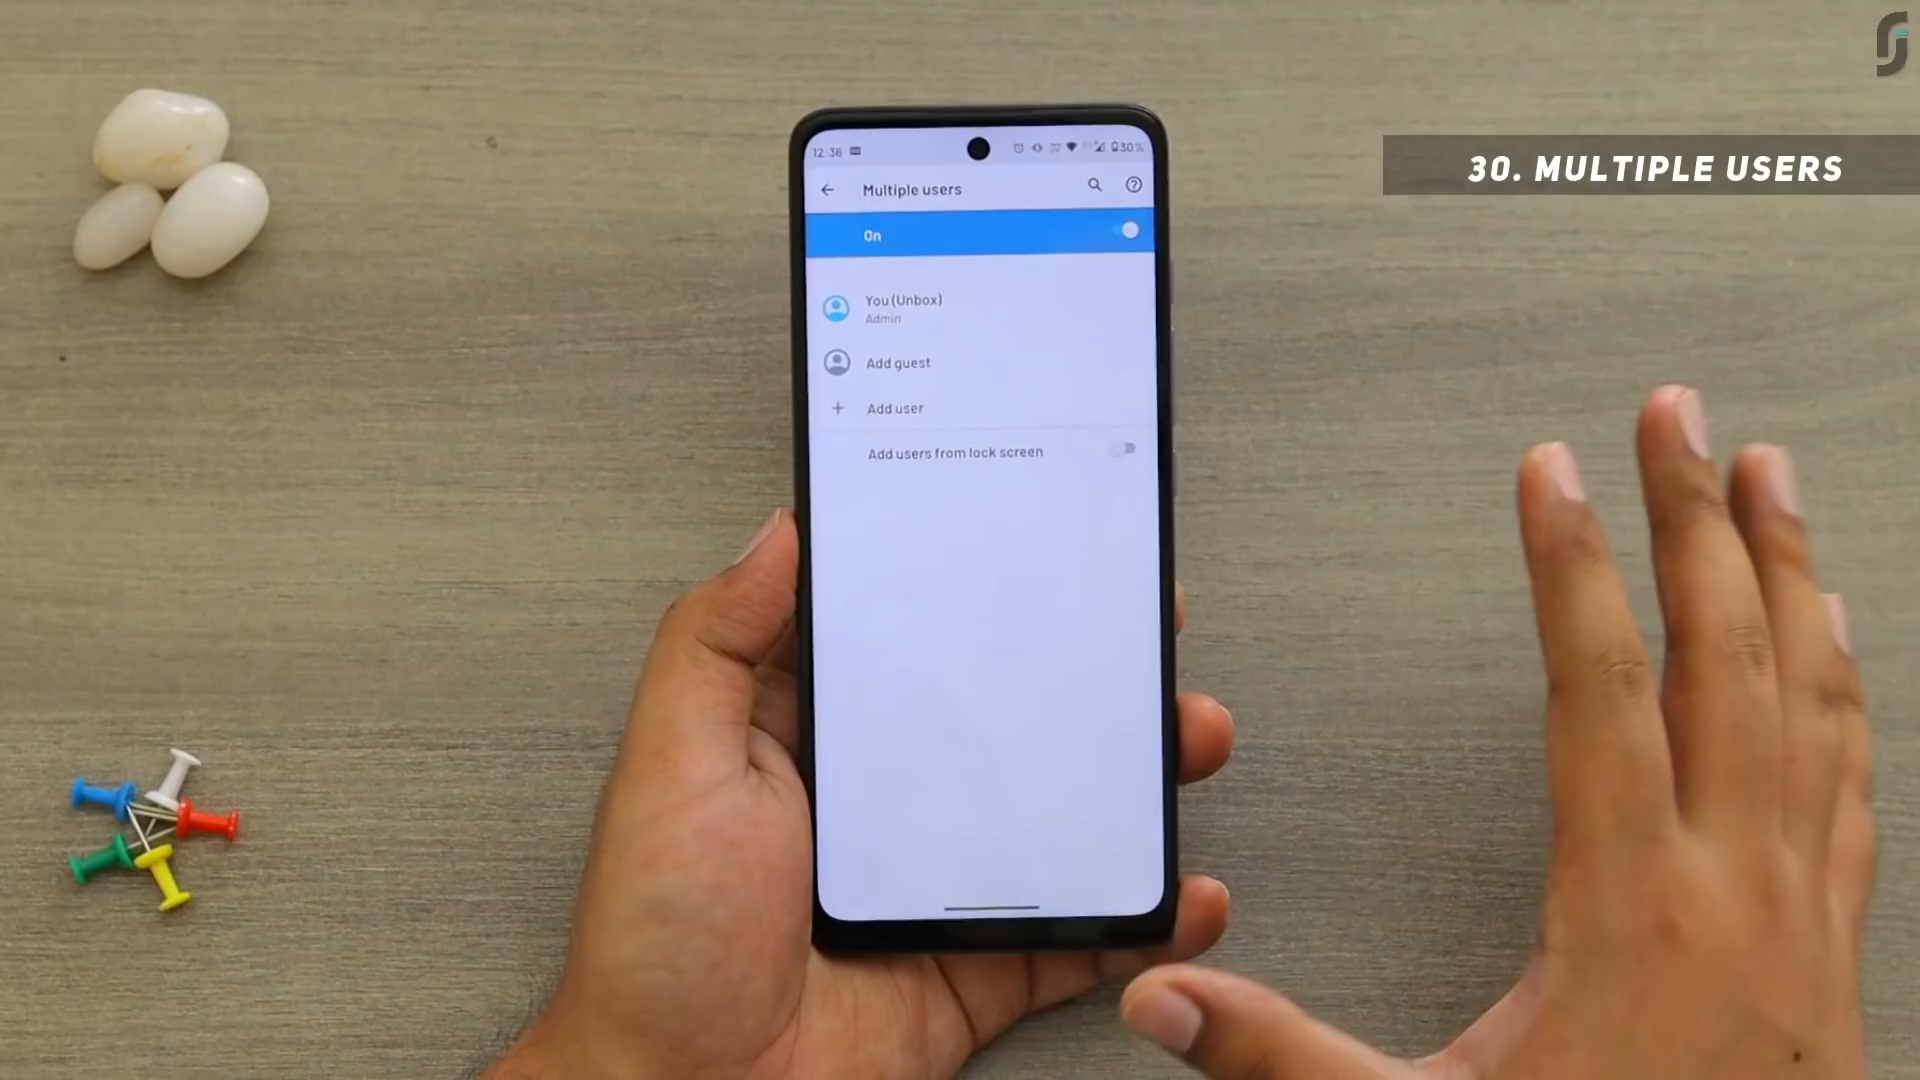 30. MULTIPLE USERS
12:36
30%
Multiple users
On
You (Unbox)
Admin
Add guest
Add user
Add users from lock screen